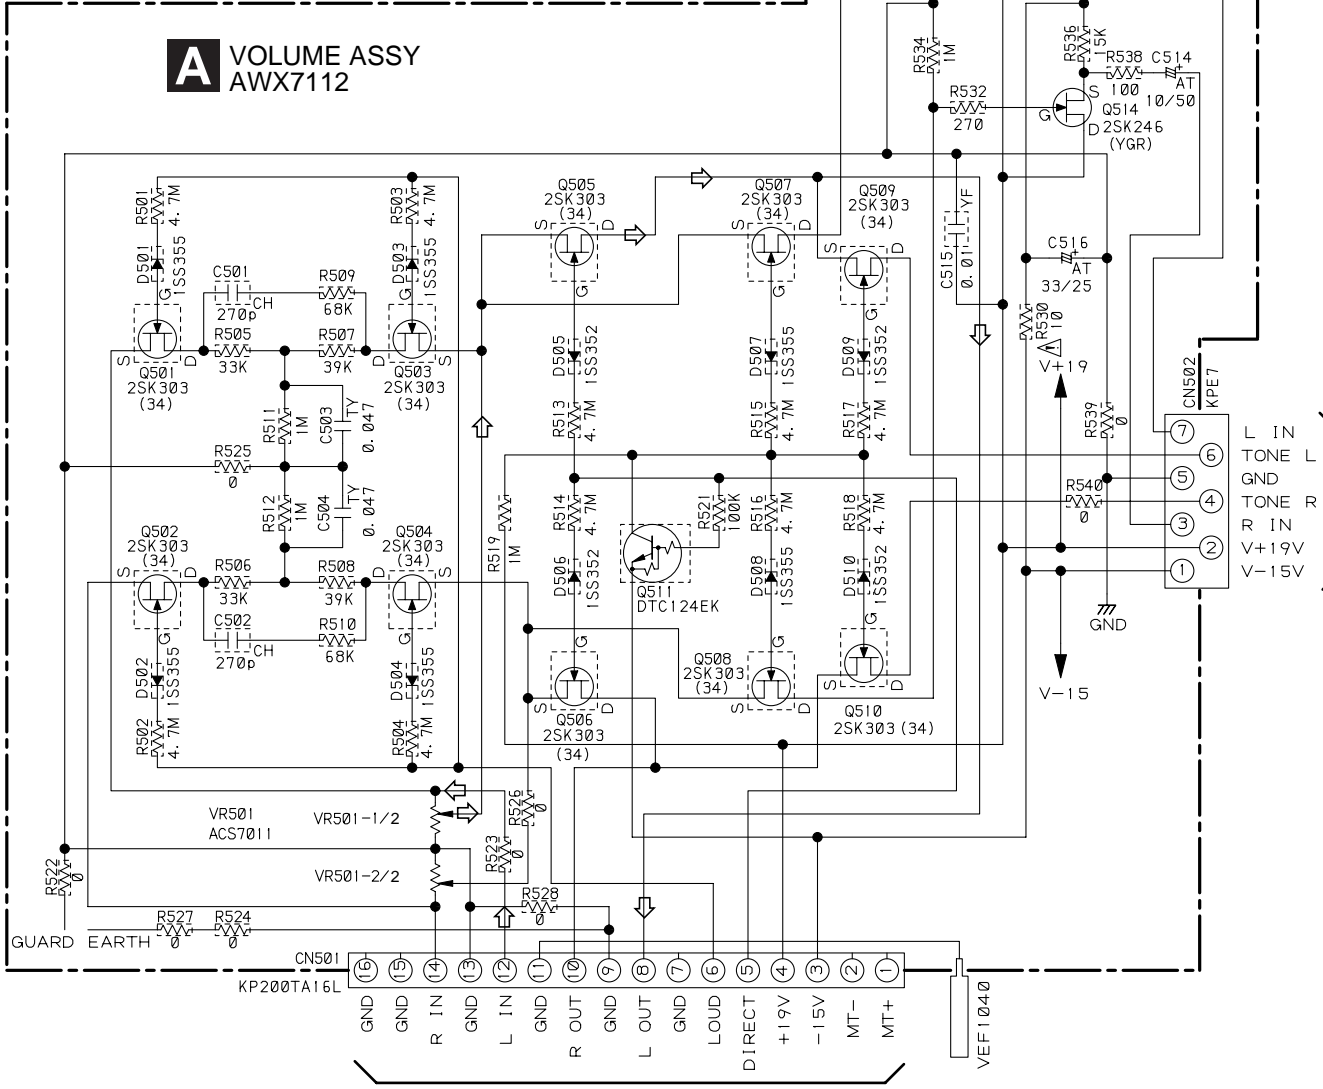 A VOLUME ASSY
AWX7112
R534
1M
R536
15K
R538
100
C514
AT
10/50
R532
270
S
G
D
Q514
2SK246
(YGR)
R501
4.7M
D501
1SS355
G
R503
4.7M
D503
1SS355
G
Q505
2SK303
(34)
S
D
Q507
2SK303
(34)
S
D
G
Q509
2SK303
(34)
S
D
G
C515
YF
0.01
C516
AT
33/25
R530
10
V+19
C501
CH
270p
R509
68K
R505
33K
R507
39K
S
D
Q501
2SK303
(34)
D
S
Q503
2SK303
(34)
D505
1SS352
D507
1SS355
D509
1SS352
R513
4.7M
R515
4.7M
R517
4.7M
R511
1M
C503
TY
0.047
R525
0
R512
1M
C504
TY
0.047
R539
0
CN502
KPE7
7 L IN
6 TONE L
5 GND
4 TONE R
3 R IN
2 V+19V
1 V-15V
R540
0
GND
V-15
R519
1M
R514
4.7M
R521
100K
R516
4.7M
R518
4.7M
D506
1SS352
Q511
DTC124EK
D508
1SS355
D510
1SS352
Q502
2SK303
(34)
S
D
G
Q504
2SK303
(34)
D
S
G
R506
33K
R508
39K
C502
CH
270p
R510
68K
D502
1SS355
R502
4.7M
D504
1SS355
R504
4.7M
S
D
Q506
2SK303
(34)
G
Q508
2SK303
(34)
S
D
G
S
D
Q510
2SK303 (34)
VR501
ACS7011
VR501-1/2
VR501-2/2
R526
0
R523
0
R522
0
R528
0
R527
0
R524
0
GUARD EARTH
CN501
KP200TA16L
16 15 14 13 12 11 10 9 8 7 6 5 4 3 2 1
GND
GND
R IN
GND
L IN
GND
R OUT
GND
L OUT
GND
LOUD
DIRECT
+19V
-15V
MT-
MT+
VEF1040